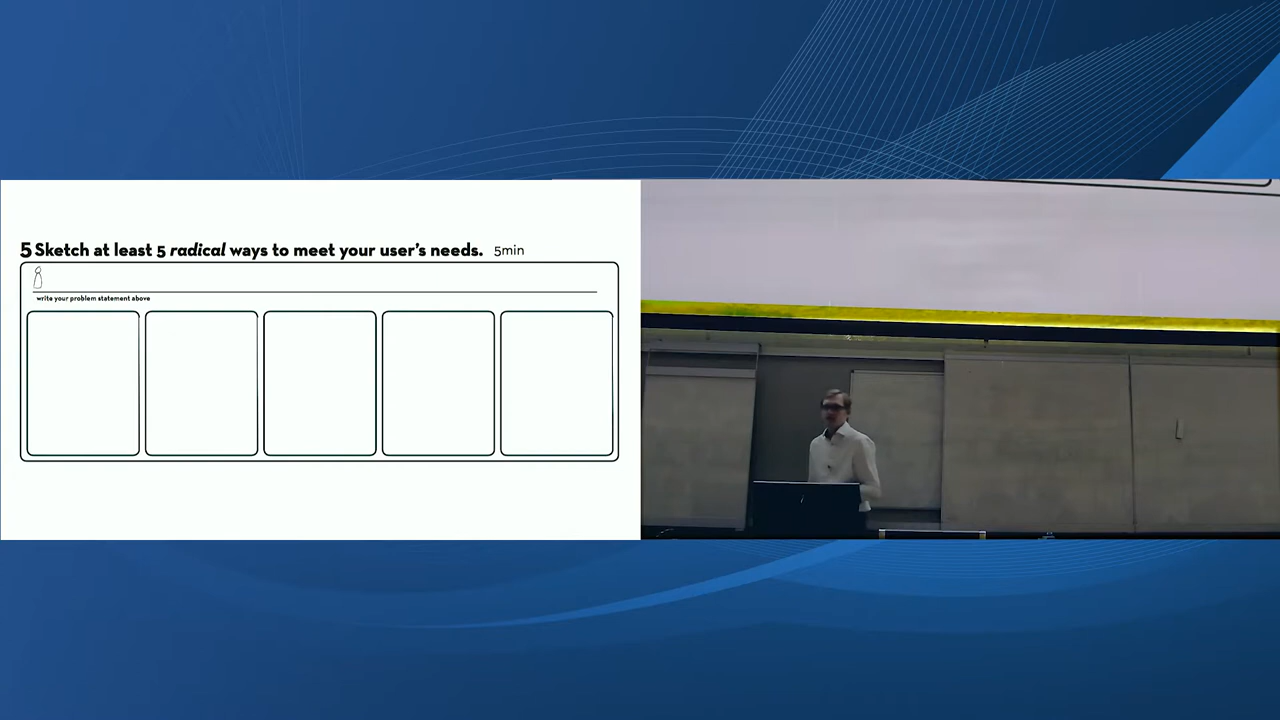 5 Sketch at least 5 radical ways to meet your user's needs. 5min
write your problem statement above